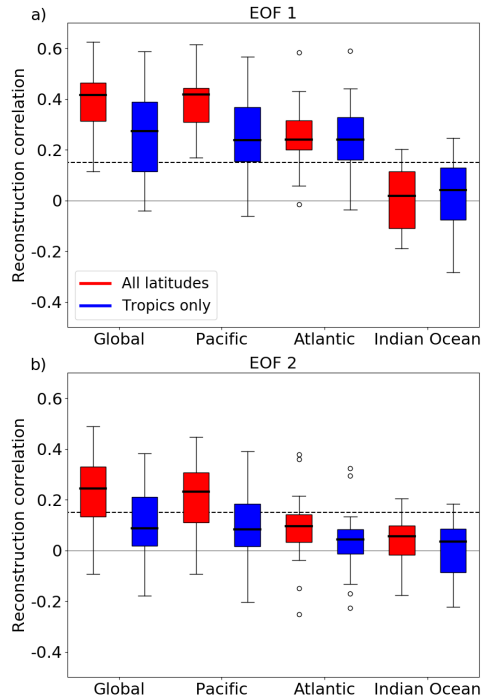 a)
EOF 1
Reconstruction correlation
0.6
0.4
0.2
0
-0.2
-0.4
All latitudes
Tropics only
Global
Pacific
Atlantic
Indian Ocean
b)
EOF 2
Reconstruction correlation
0.6
0.4
0.2
0
-0.2
-0.4
Global
Pacific
Atlantic
Indian Ocean